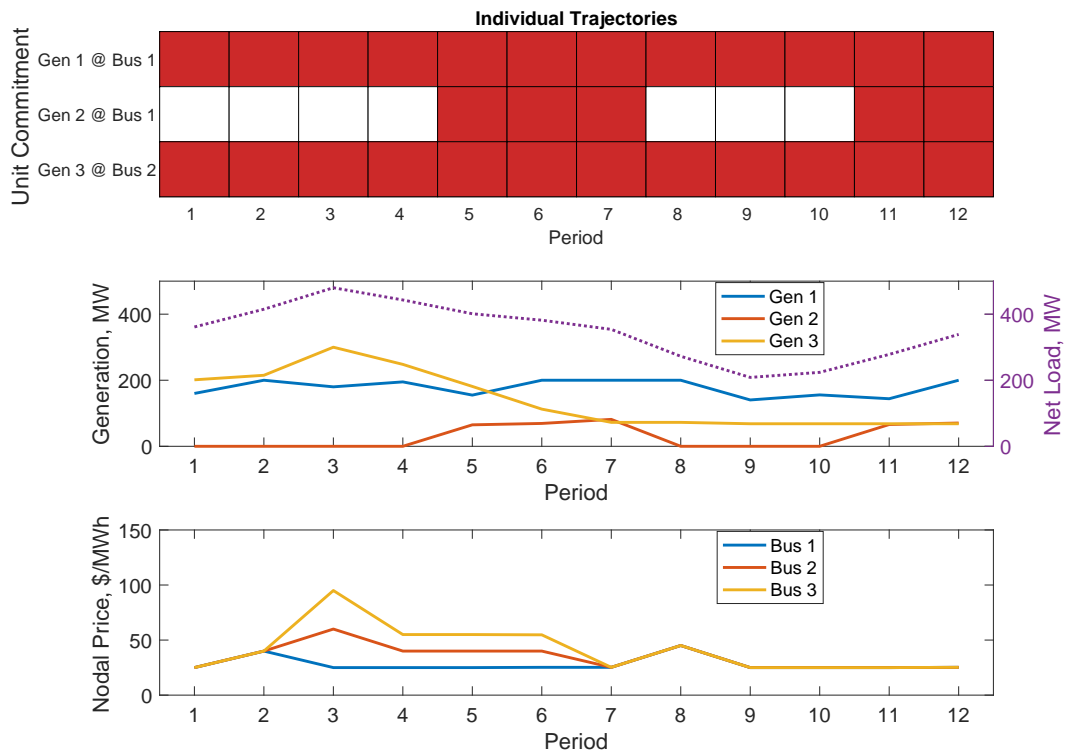 Individual Trajectories
Unit Commitment
Gen 1 @ Bus 1
Gen 2 @ Bus 1
Gen 3 @ Bus 2
1 2 3 4 5 6 7 8 9 10 11 12
Period
Generation, MW
400
200
0
Gen 1
Gen 2
Gen 3
400
200
0
Net Load, MW
1 2 3 4 5 6 7 8 9 10 11 12
Period
Nodal Price, $/MWh
150
100
50
0
Bus 1
Bus 2
Bus 3
1 2 3 4 5 6 7 8 9 10 11 12
Period